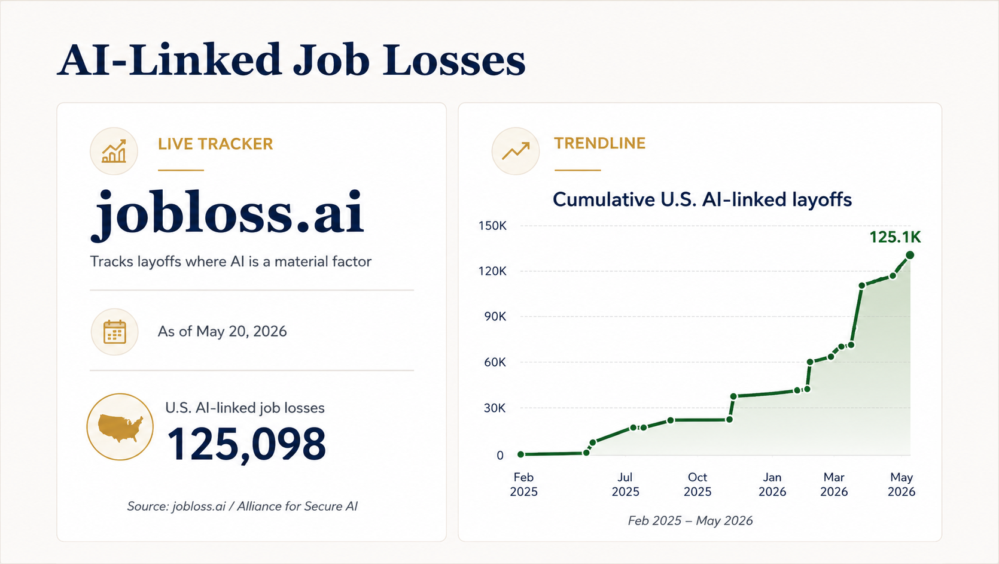 AI-Linked Job Losses
LIVE TRACKER
jobloss.ai
Tracks layoffs where AI is a material factor
As of May 20, 2026
U.S. AI-linked job losses
125,098
Source: jobloss.ai / Alliance for Secure AI
TRENDLINE
Cumulative U.S. AI-linked layoffs
150K
125.1K
120K
90K
60K
30K
0
Feb 2025
Jul 2025
Oct 2025
Jan 2026
Mar 2026
May 2026
Feb 2025 – May 2026